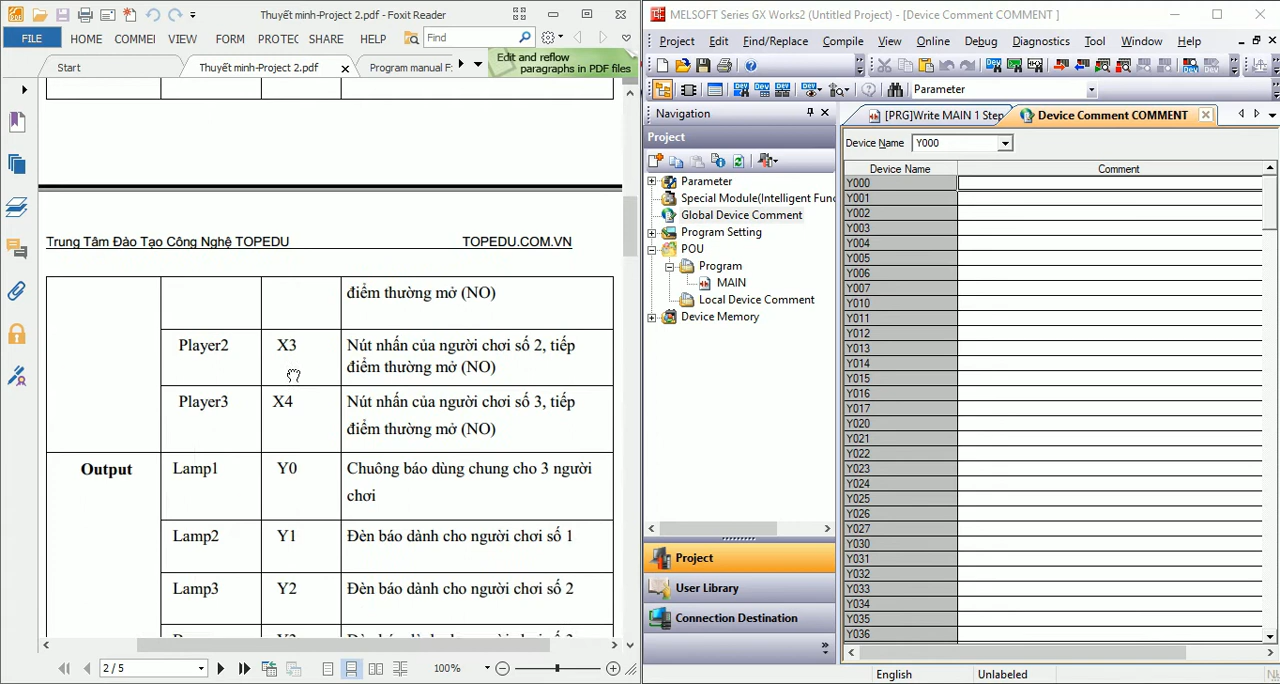 Thuyết minh-Project 2.pdf - Foxit Reader
FILE HOME COMMEI VIEW FORM PROTEC SHARE HELP Find
Start Thuyết minh-Project 2.pdf Program manual F
Edit and reflow
paragraphs in PDF files
Trung Tâm Đào Tạo Công Nghệ TOPEDU TOPEDU.COM.VN
điểm thường mở (NO)
Player2 X3 Nút nhấn của người chơi số 2, tiếp
điểm thường mở (NO)
Player3 X4 Nút nhấn của người chơi số 3, tiếp
điểm thường mở (NO)
Output Lamp1 Y0 Chuông báo dùng chung cho 3 người
chơi
Lamp2 Y1 Đèn báo dành cho người chơi số 1
Lamp3 Y2 Đèn báo dành cho người chơi số 2
2 / 5 100%
MELSOFT Series GX Works2 (Untitled Project) - [Device Comment COMMENT ]
Project Edit Find/Replace Compile View Online Debug Diagnostics Tool Window Help
Parameter
Navigation
Project
Parameter
Special Module(Intelligent Fun
Global Device Comment
Program Setting
POU
Program
MAIN
Local Device Comment
Device Memory
Project
User Library
Connection Destination
[PRG]Write MAIN 1 Step Device Comment COMMENT
Device Name Y000
Device Name Comment
Y000
Y001
Y002
Y003
Y004
Y005
Y006
Y007
Y010
Y011
Y012
Y013
Y014
Y015
Y016
Y017
Y020
Y021
Y022
Y023
Y024
Y025
Y026
Y027
Y030
Y031
Y032
Y033
Y034
Y035
Y036
English Unlabeled